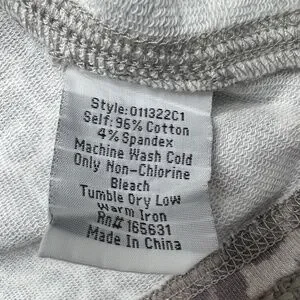 Style:011322C1
Self:96% Cotton
4% Spandex
Machine Wash Cold
Only Non-Chlorine
Bleach
Tumble Dry Low
Warm Iron
Rn# 165631
Made In China